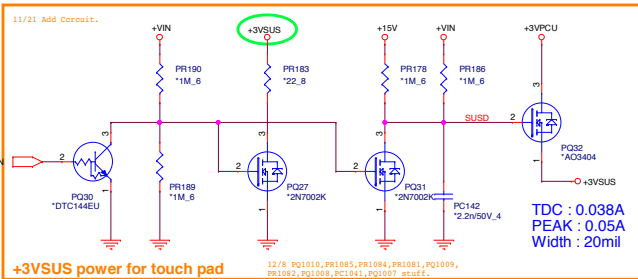 11/21 Add Corcuit.
+VIN
+3VSUS
+15V
+VIN
+3VPCU
PR190
*1M_6
PR183
*22_8
PR178
*1M_6
PR186
*1M_6
3
3
3
3
SUSD
2
PQ32
*AO3404
N
2
2
2
1
PQ30
*DTC144EU
PR189
*1M_6
PQ27
*2N7002K
PQ31
*2N7002K
PC142
*2.2n/50V_4
+3VSUS
1
1
1
TDC : 0.038A
PEAK : 0.05A
Width : 20mil
+3VSUS power for touch pad
12/8 PQ1010,PR1085,PR1084,PR1081,PQ1009,
PR1082,PQ1008,PC1041,PQ1007 stuff.